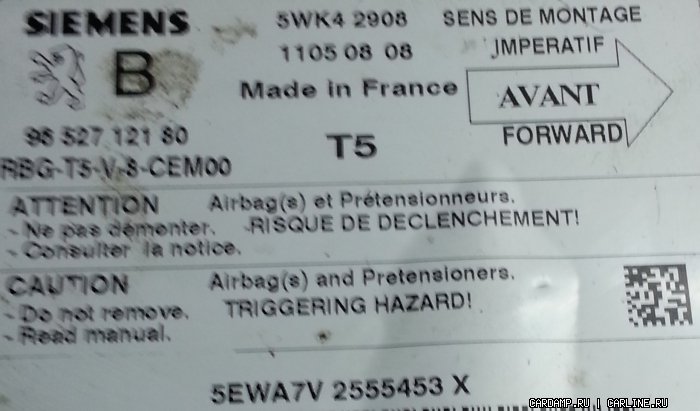 SIEMENS 5WK4 2908 SENS DE MONTAGE
B 1105 08 08 JMPERATIF
Made in France AVANT
96 527 121 80 T5 FORWARD
RBG-T5-V-8-CEM00
ATTENTION Airbag(s) et Prétensionneurs.
- Ne pas démonter. -RISQUE DE DECLENCHEMENT!
- Consulter la notice.
CAUTION Airbag(s) and Pretensioners.
- Do not remove. TRIGGERING HAZARD!
- Read manual.
5EWA7V 2555453 X
CARDAMP.RU | CARLINE.RU